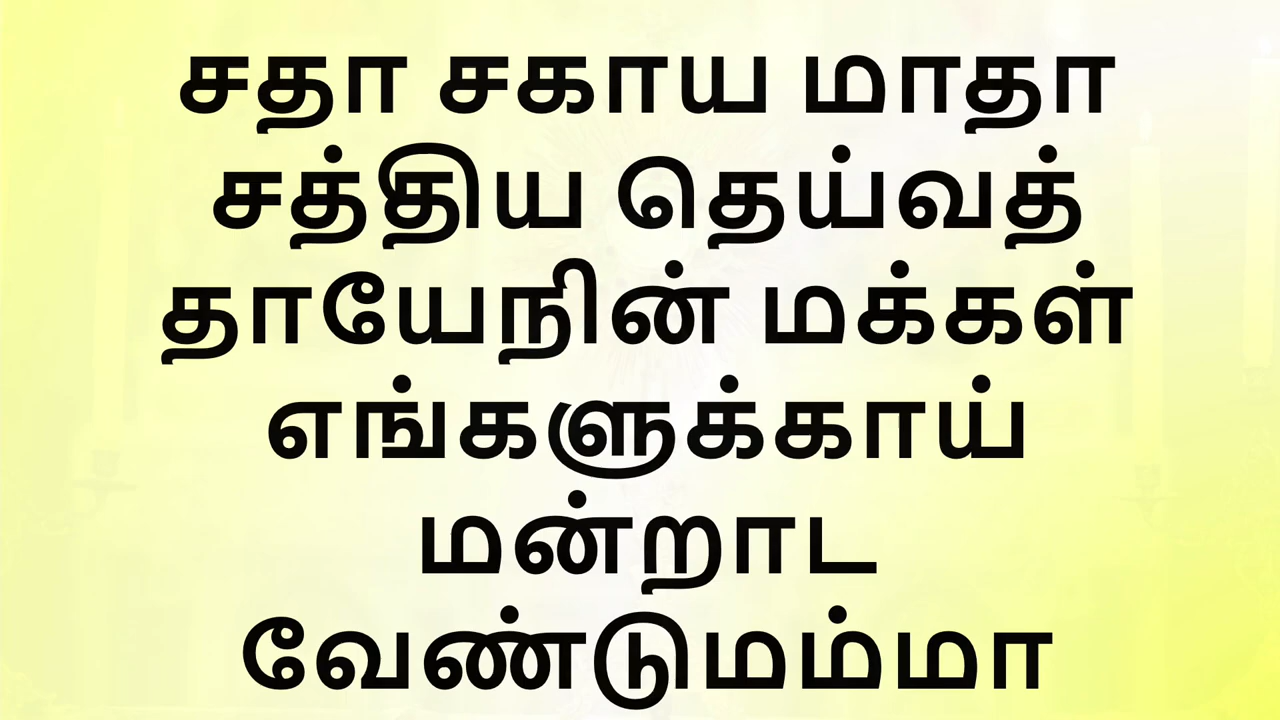 சதா சகாய மாதா
சத்திய தெய்வத்
தாயேநின் மக்கள்
எங்களுக்காய்
மன்றாட
வேண்டுமம்மா